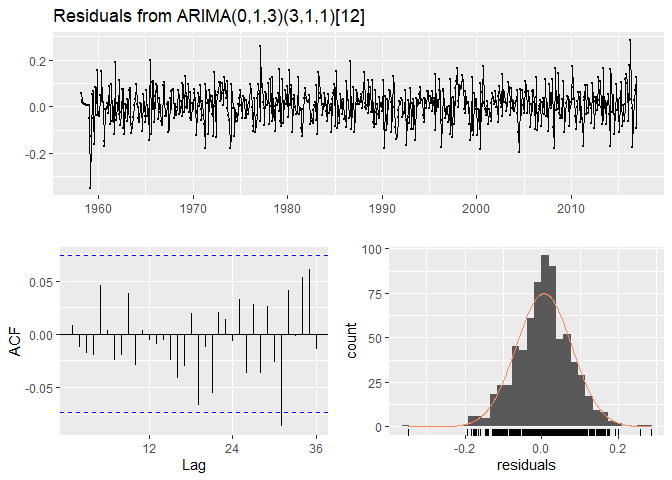 Residuals from ARIMA(0,1,3)(3,1,1)[12]
0.2
0.0
-0.2
1960 1970 1980 1990 2000 2010
ACF
0.05
0.00
-0.05
12 24 36
Lag
count
100
75
50
25
0
-0.2 0.0 0.2
residuals